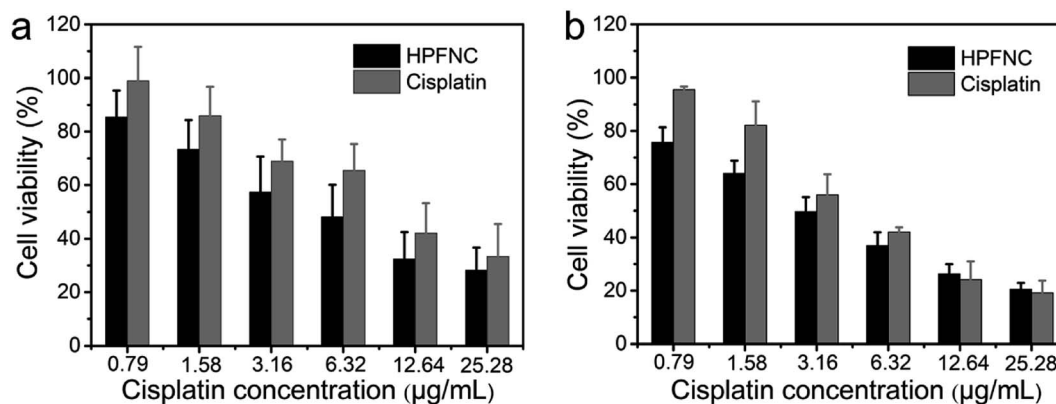 a
HPFNC
Cisplatin
Cell viability (%)
120
100
80
60
40
20
0
0.79 1.58 3.16 6.32 12.64 25.28
Cisplatin concentration (μg/mL)
b
HPFNC
Cisplatin
Cell viability (%)
120
100
80
60
40
20
0
0.79 1.58 3.16 6.32 12.64 25.28
Cisplatin concentration (μg/mL)